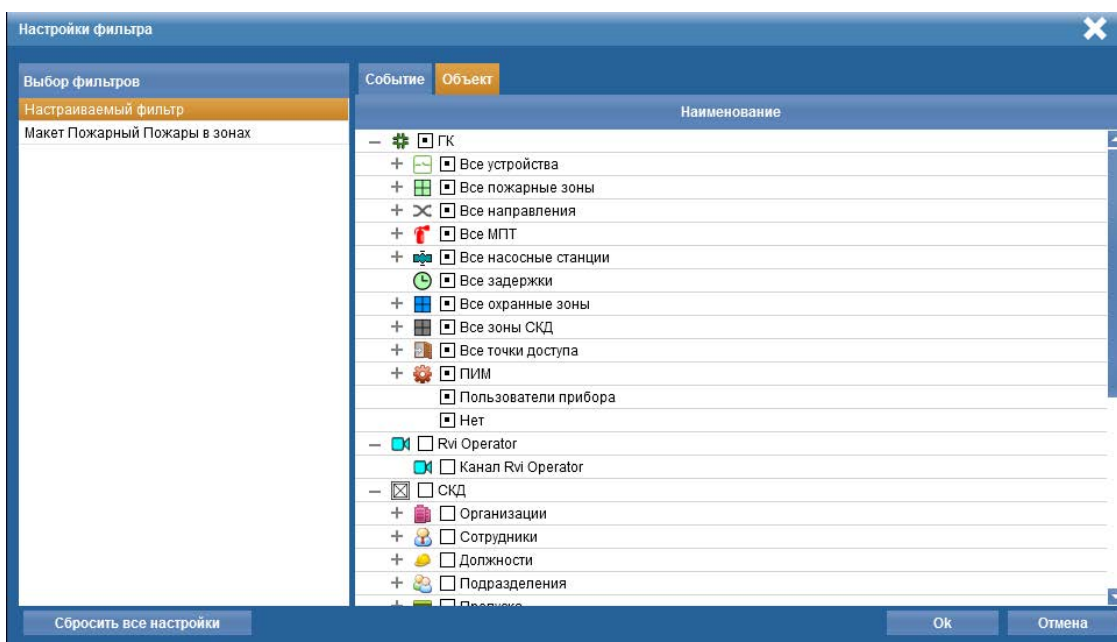 Настройки фильтра
Выбор фильтров
Настраиваемый фильтр
Макет Пожарный Пожары в зонах
Событие Объект
Наименование
ГК
Все устройства
Все пожарные зоны
Все направления
Все МПТ
Все насосные станции
Все задержки
Все охранные зоны
Все зоны СКД
Все точки доступа
ПИМ
Пользователи прибора
Нет
Rvi Operator
Канал Rvi Operator
СКД
Организации
Сотрудники
Должности
Подразделения
Сбросить все настройки
Ok
Отмена